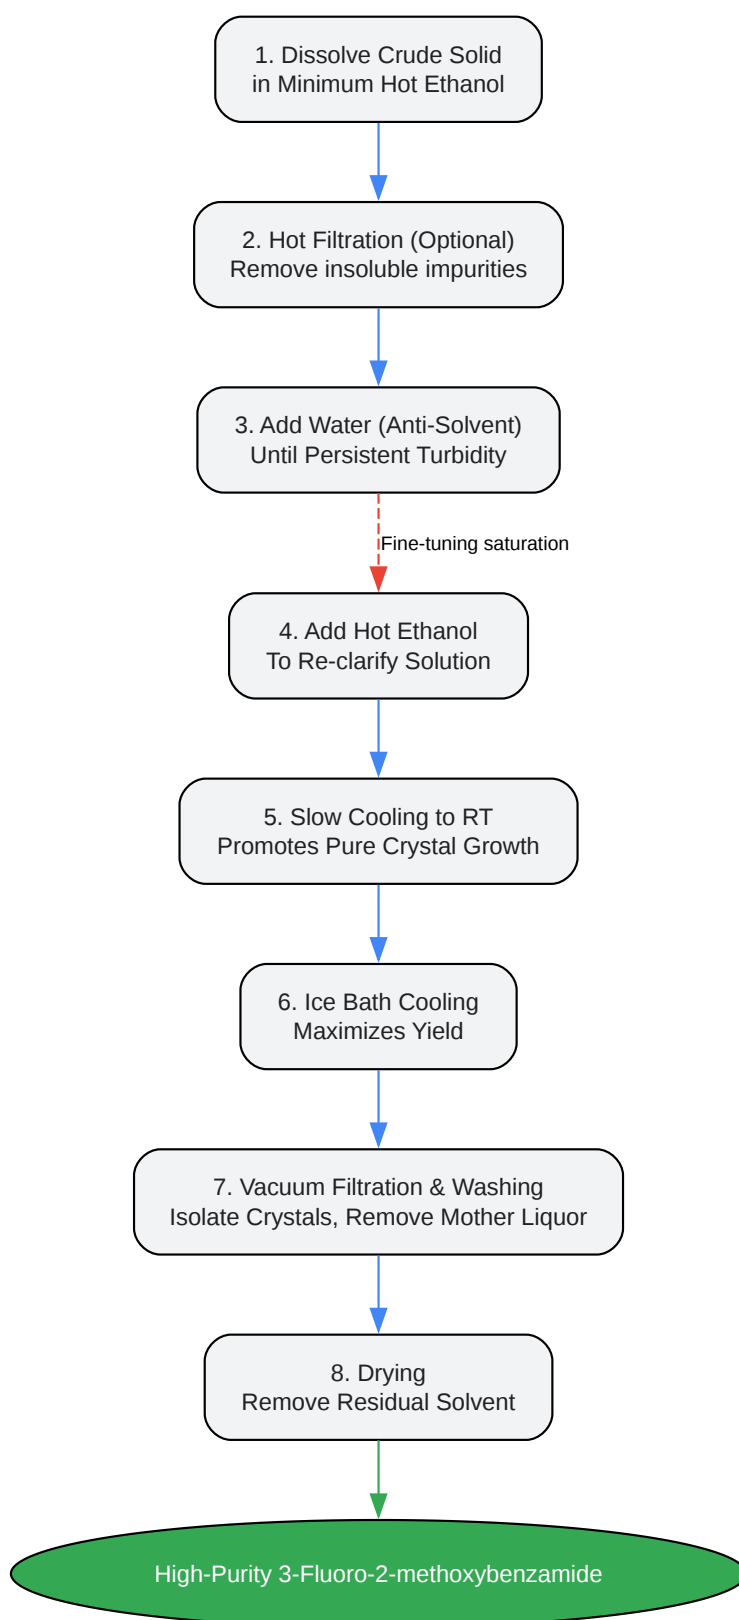 1. Dissolve Crude Solid
in Minimum Hot Ethanol
2. Hot Filtration (Optional)
Remove insoluble impurities
3. Add Water (Anti-Solvent)
Until Persistent Turbidity
Fine-tuning saturation
4. Add Hot Ethanol
To Re-clarify Solution
5. Slow Cooling to RT
Promotes Pure Crystal Growth
6. Ice Bath Cooling
Maximizes Yield
7. Vacuum Filtration & Washing
Isolate Crystals, Remove Mother Liquor
8. Drying
Remove Residual Solvent
High-Purity 3-Fluoro-2-methoxybenzamide